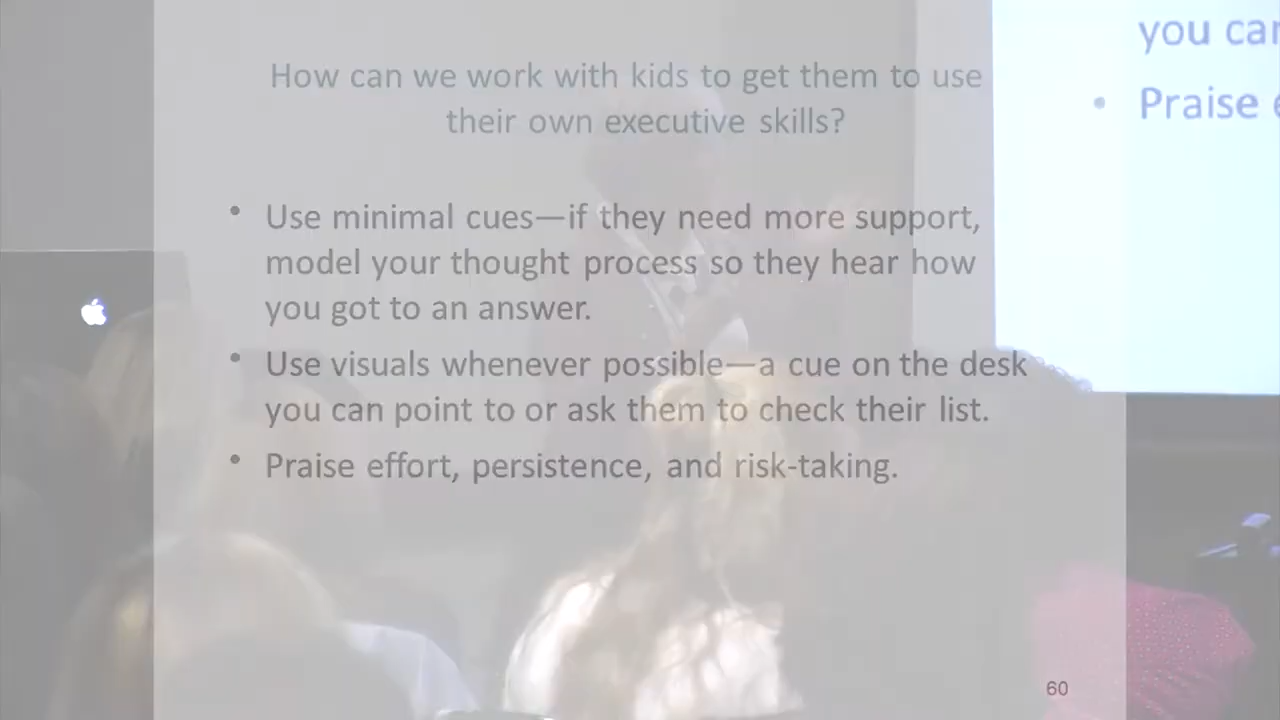 How can we work with kids to get them to use
their own executive skills?
• Use minimal cues—if they need more support,
model your thought process so they hear how
you got to an answer.
• Use visuals whenever possible—a cue on the desk
you can point to or ask them to check their list.
• Praise effort, persistence, and risk-taking.
60
you can
• Praise